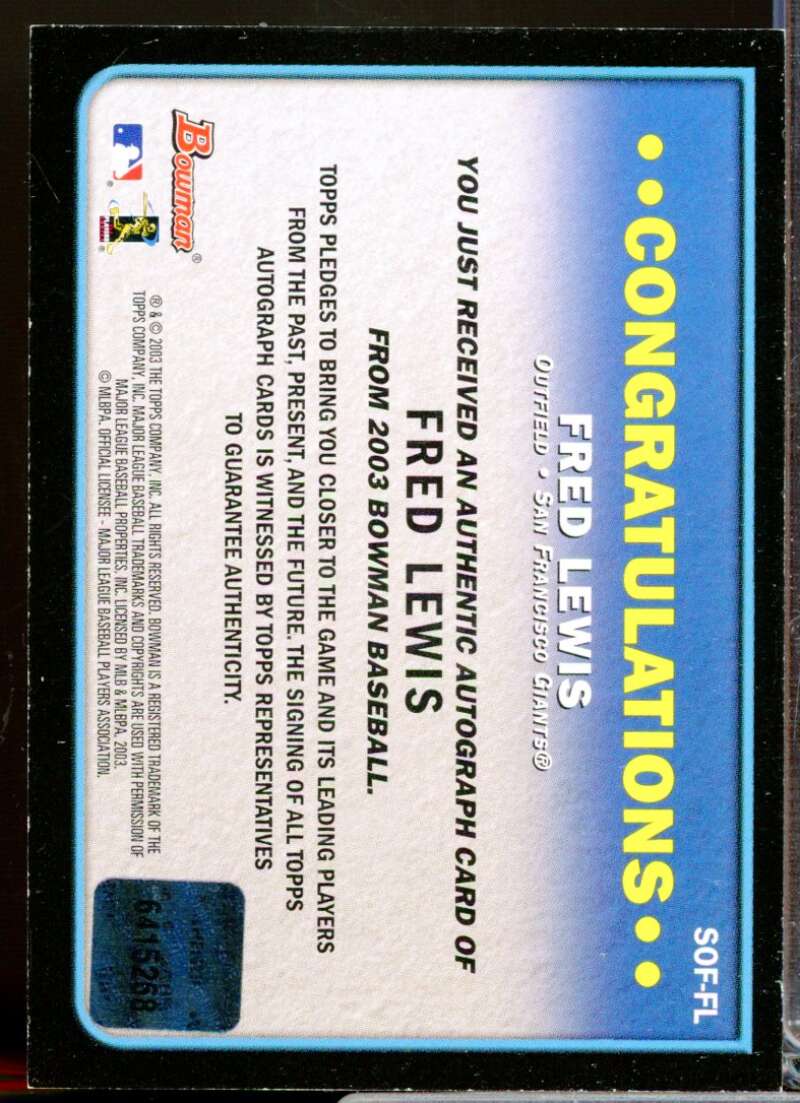 SOF-FL
••CONGRATULATIONS••
FRED LEWIS
OUTFIELD • SAN FRANCISCO GIANTS®
YOU JUST RECEIVED AN AUTHENTIC AUTOGRAPH CARD OF
FRED LEWIS
FROM 2003 BOWMAN BASEBALL.
TOPPS PLEDGES TO BRING YOU CLOSER TO THE GAME AND ITS LEADING PLAYERS
FROM THE PAST, PRESENT, AND THE FUTURE. THE SIGNING OF ALL TOPPS
AUTOGRAPH CARDS IS WITNESSED BY TOPPS REPRESENTATIVES
TO GUARANTEE AUTHENTICITY.
Bowman®
® & © 2003 THE TOPPS COMPANY, INC. ALL RIGHTS RESERVED. BOWMAN IS A REGISTERED TRADEMARK OF THE
TOPPS COMPANY, INC. MAJOR LEAGUE BASEBALL TRADEMARKS AND COPYRIGHTS ARE USED WITH PERMISSION OF
MAJOR LEAGUE BASEBALL PROPERTIES, INC. LICENSED BY MLB & MLBPA, 2003.
© MLBPA. OFFICIAL LICENSEE - MAJOR LEAGUE BASEBALL PLAYERS ASSOCIATION.
6415268